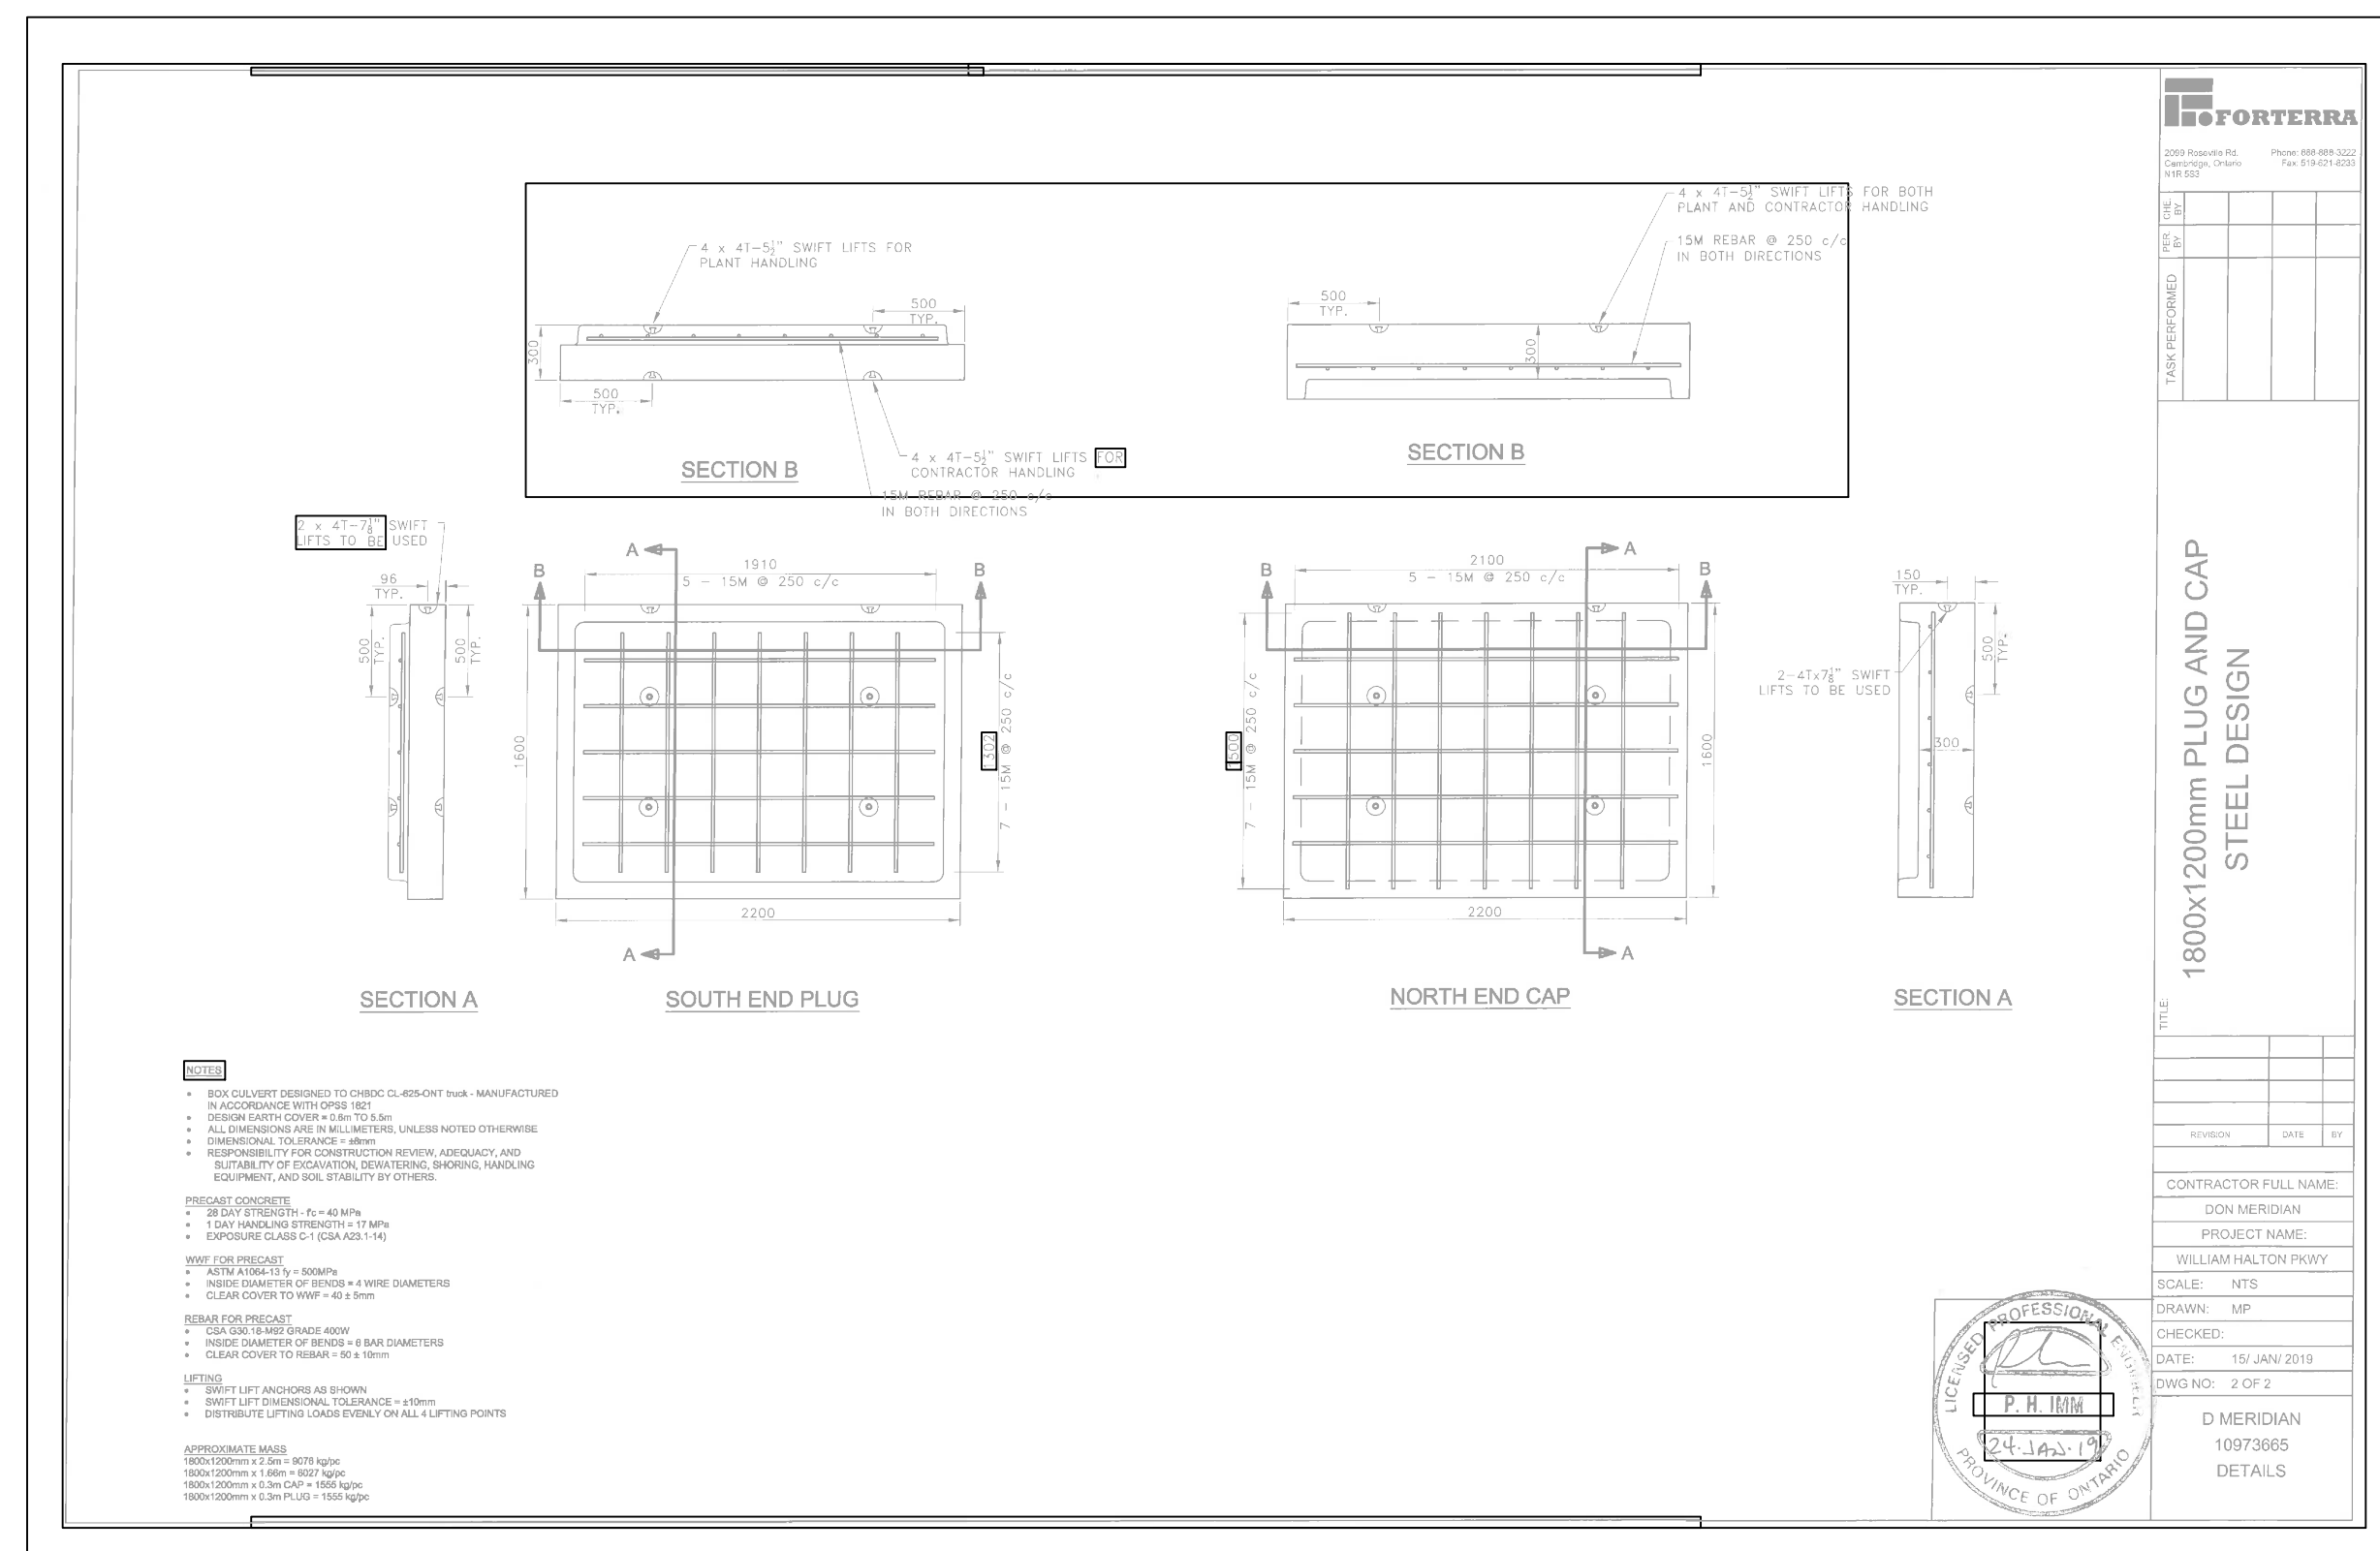 FORTERRA
2099 Roseville Rd.
Cambridge, Ontario
N1R 5S3
Phone: 888-888-3222
Fax: 519-621-8233
CHE. BY
PER. BY
TASK PERFORMED
4 x 4T-5½" SWIFT LIFTS FOR
PLANT HANDLING
500
TYP.
300
500
TYP.
4 x 4T-5½" SWIFT LIFTS FOR
CONTRACTOR HANDLING
15M REBAR @ 250 c/c
IN BOTH DIRECTIONS
SECTION B
4 x 4T-5½" SWIFT LIFTS FOR BOTH
PLANT AND CONTRACTOR HANDLING
15M REBAR @ 250 c/c
IN BOTH DIRECTIONS
500
TYP.
300
SECTION B
2 x 4T-7⅛" SWIFT
LIFTS TO BE USED
96
TYP.
500
TYP.
500
TYP.
SECTION A
A
B
B
1910
5 - 15M @ 250 c/c
1600
1302
7 - 15M @ 250 c/c
2200
A
SOUTH END PLUG
A
B
B
2100
5 - 15M @ 250 c/c
1500
7 - 15M @ 250 c/c
1600
2200
A
NORTH END CAP
150
TYP.
500
TYP.
2-4Tx7⅛" SWIFT
LIFTS TO BE USED
300
SECTION A
TITLE:
1800x1200mm PLUG AND CAP
STEEL DESIGN
NOTES
• BOX CULVERT DESIGNED TO CHBDC CL-625-ONT truck - MANUFACTURED
IN ACCORDANCE WITH OPSS 1821
• DESIGN EARTH COVER = 0.6m TO 5.5m
• ALL DIMENSIONS ARE IN MILLIMETERS, UNLESS NOTED OTHERWISE
• DIMENSIONAL TOLERANCE = ±8mm
• RESPONSIBILITY FOR CONSTRUCTION REVIEW, ADEQUACY, AND
SUITABILITY OF EXCAVATION, DEWATERING, SHORING, HANDLING
EQUIPMENT, AND SOIL STABILITY BY OTHERS.
PRECAST CONCRETE
• 28 DAY STRENGTH - f'c = 40 MPa
• 1 DAY HANDLING STRENGTH = 17 MPa
• EXPOSURE CLASS C-1 (CSA A23.1-14)
WWF FOR PRECAST
• ASTM A1064-13 fy = 500MPa
• INSIDE DIAMETER OF BENDS = 4 WIRE DIAMETERS
• CLEAR COVER TO WWF = 40 ± 5mm
REBAR FOR PRECAST
• CSA G30.18-M92 GRADE 400W
• INSIDE DIAMETER OF BENDS = 6 BAR DIAMETERS
• CLEAR COVER TO REBAR = 50 ± 10mm
LIFTING
• SWIFT LIFT ANCHORS AS SHOWN
• SWIFT LIFT DIMENSIONAL TOLERANCE = ±10mm
• DISTRIBUTE LIFTING LOADS EVENLY ON ALL 4 LIFTING POINTS
APPROXIMATE MASS
1800x1200mm x 2.5m = 9076 kg/pc
1800x1200mm x 1.66m = 6027 kg/pc
1800x1200mm x 0.3m CAP = 1555 kg/pc
1800x1200mm x 0.3m PLUG = 1555 kg/pc
LICENSED PROFESSIONAL ENGINEER
P. H. IMM
24.JAN.19
PROVINCE OF ONTARIO
REVISION DATE BY
CONTRACTOR FULL NAME:
DON MERIDIAN
PROJECT NAME:
WILLIAM HALTON PKWY
SCALE: NTS
DRAWN: MP
CHECKED:
DATE: 15/ JAN/ 2019
DWG NO: 2 OF 2
D MERIDIAN
10973665
DETAILS